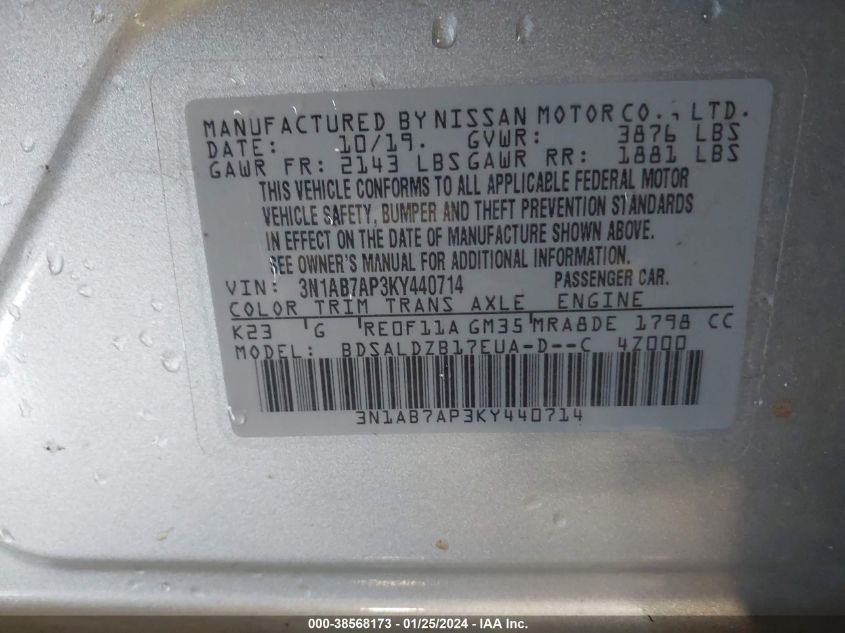 MANUFACTURED BY NISSAN MOTOR CO., LTD.
DATE: 10/19. GVWR: 3876 LBS
GAWR FR: 2143 LBS GAWR RR: 1881 LBS
THIS VEHICLE CONFORMS TO ALL APPLICABLE FEDERAL MOTOR
VEHICLE SAFETY, BUMPER AND THEFT PREVENTION STANDARDS
IN EFFECT ON THE DATE OF MANUFACTURE SHOWN ABOVE.
SEE OWNER'S MANUAL FOR ADDITIONAL INFORMATION.
VIN: 3N1AB7AP3KY440714 PASSENGER CAR.
COLOR TRIM TRANS AXLE ENGINE
K23 G RE0F11A GM35 MRA8DE 1798 CC
MODEL: BDSALDZB17EUA-D--C 4Z000
3N1AB7AP3KY440714
000-38568173 — 01/25/2024 — IAA Inc.